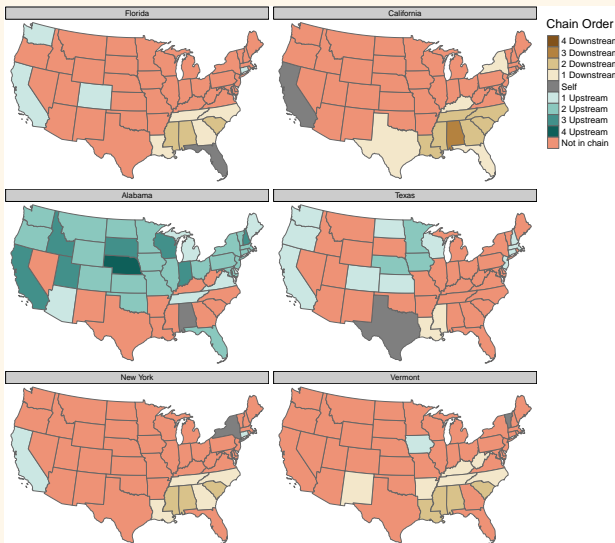 Florida
California
Chain Order
4 Downstream
3 Downstream
2 Downstream
1 Downstream
Self
1 Upstream
2 Upstream
3 Upstream
4 Upstream
Not in chain
Alabama
Texas
New York
Vermont